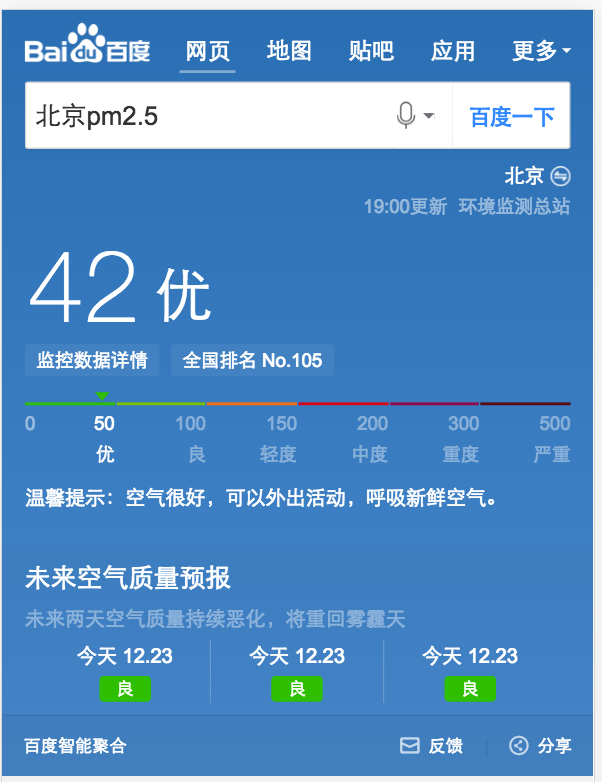 Bai du 百度 网页 地图 贴吧 应用 更多
北京pm2.5 百度一下
北京
19:00更新 环境监测总站
42 优
监控数据详情 全国排名 No.105
0 50 100 150 200 300 500
优 良 轻度 中度 重度 严重
温馨提示：空气很好，可以外出活动，呼吸新鲜空气。
未来空气质量预报
未来两天空气质量持续恶化，将重回雾霾天
今天 12.23 今天 12.23 今天 12.23
良 良 良
百度智能聚合 反馈 分享